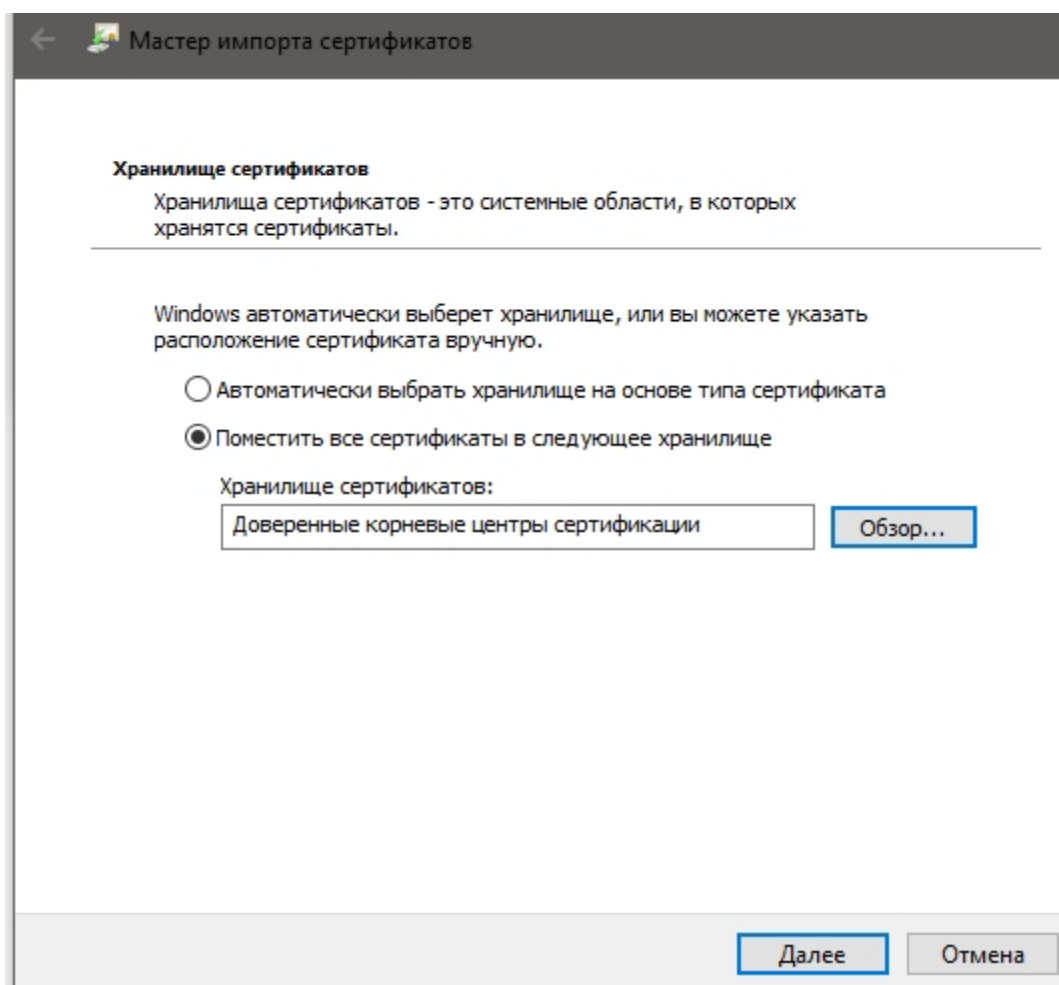 Мастер импорта сертификатов
Хранилище сертификатов
Хранилища сертификатов - это системные области, в которых
хранятся сертификаты.
Windows автоматически выберет хранилище, или вы можете указать
расположение сертификата вручную.
Автоматически выбрать хранилище на основе типа сертификата
Поместить все сертификаты в следующее хранилище
Хранилище сертификатов:
Доверенные корневые центры сертификации
Обзор...
Далее
Отмена